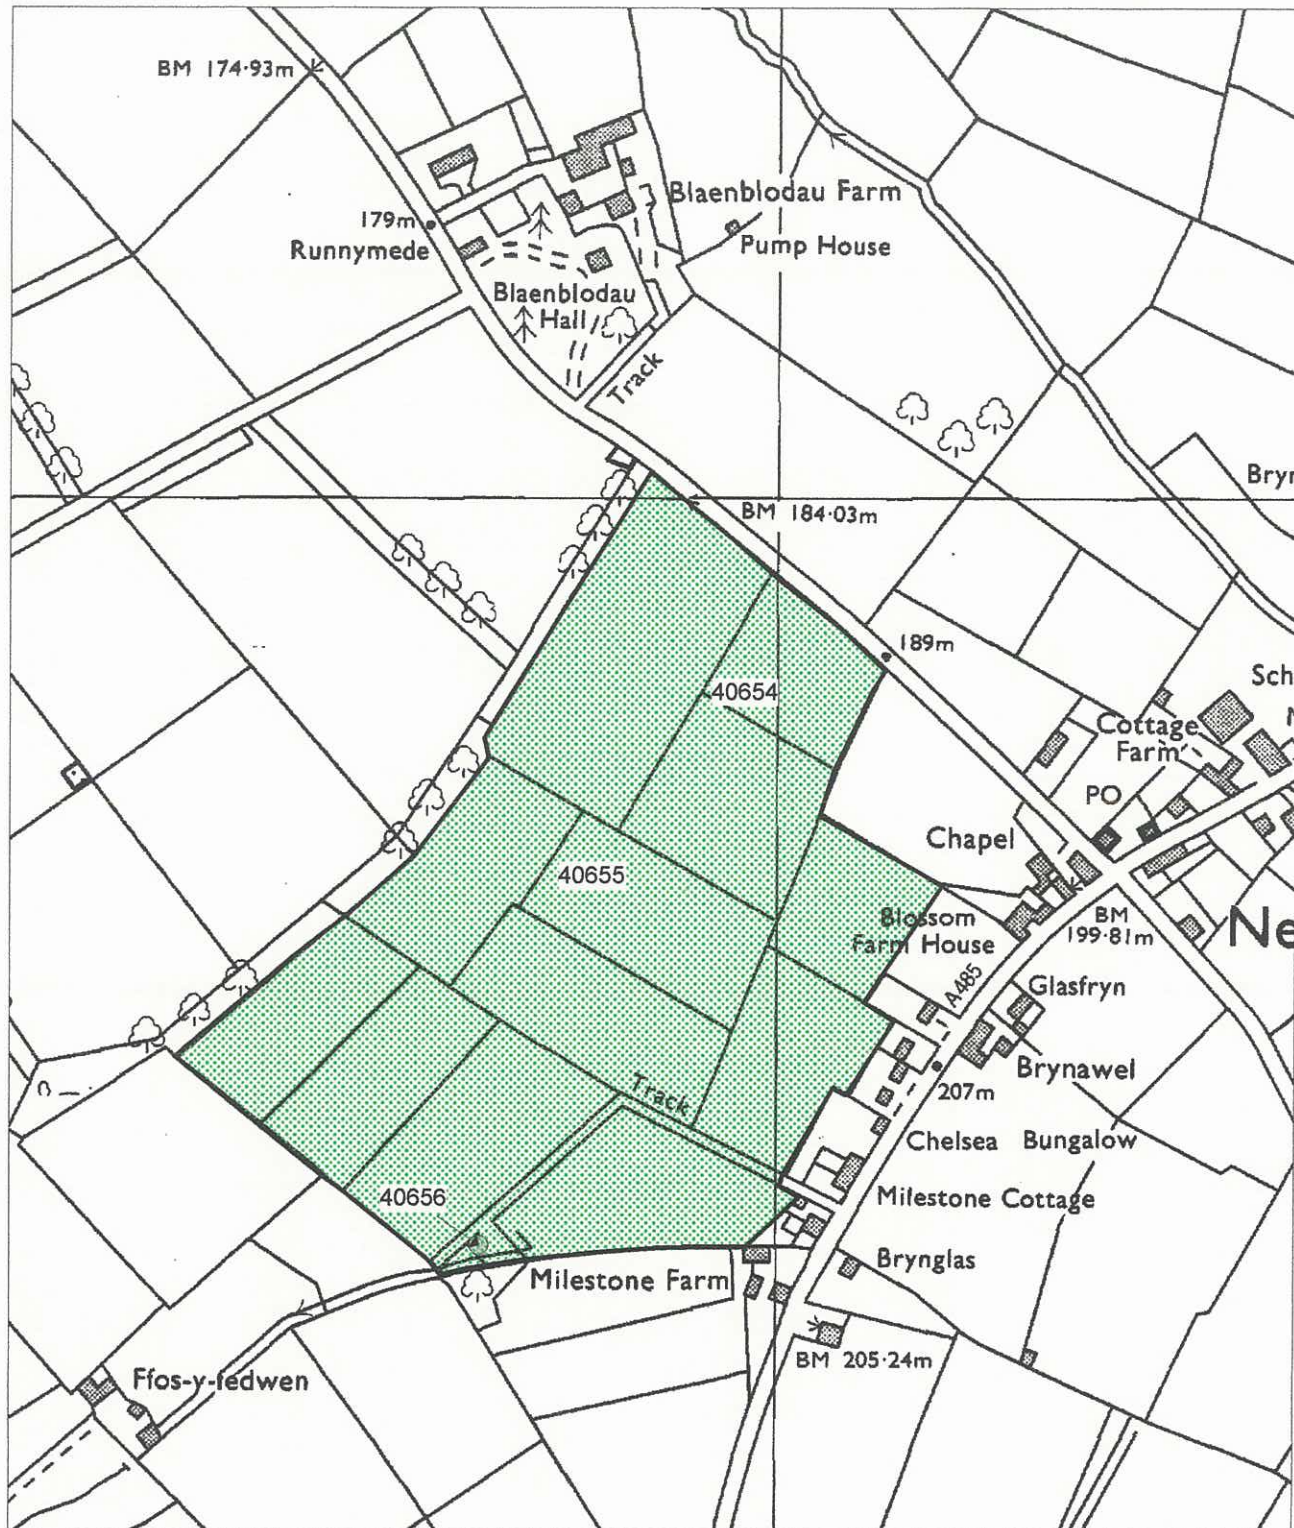 BM 174·93m
Blaenblodau Farm
179m
Runnymede
Pump House
Blaenblodau
Hall
Track
Bryn
BM 184·03m
189m
Sch
40654
Cottage
Farm
PO
Chapel
40655
Blossom
Farm House
BM
199·81m
Ne
A485
Glasfryn
Brynawel
207m
Track
Chelsea Bungalow
40656
Milestone Cottage
Brynglas
Milestone Farm
BM 205·24m
Ffos-y-fedwen